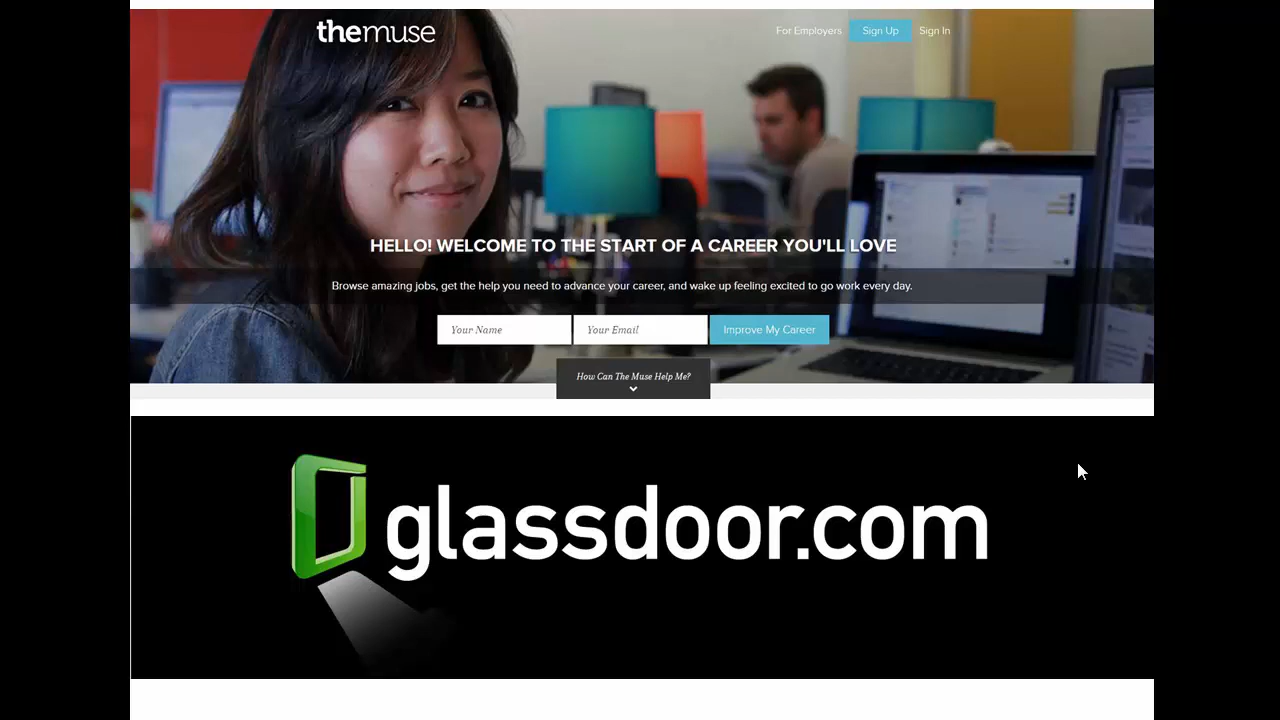 themuse
For Employers Sign Up Sign In
HELLO! WELCOME TO THE START OF A CAREER YOU'LL LOVE
Browse amazing jobs, get the help you need to advance your career, and wake up feeling excited to go work every day.
Your Name Your Email Improve My Career
How Can The Muse Help Me?
glassdoor.com